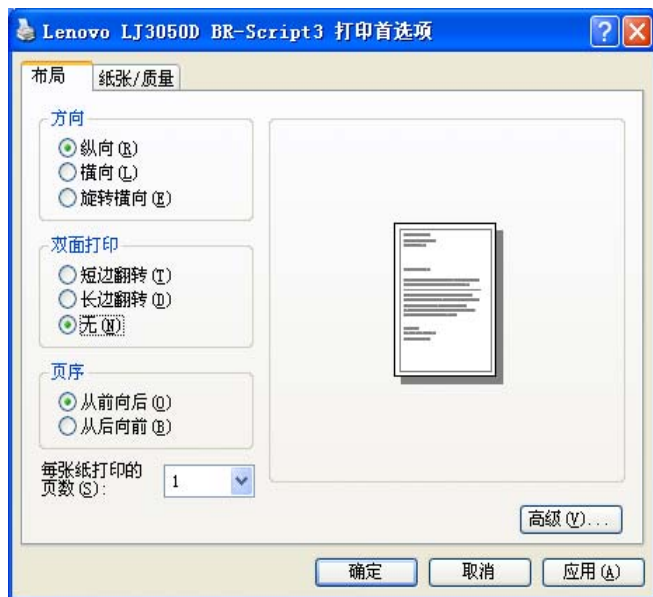 Lenovo LJ3050D BR-Script3 打印首选项
布局
纸张/质量
方向
纵向(R)
横向(L)
旋转横向(E)
双面打印
短边翻转(T)
长边翻转(D)
无(N)
页序
从前向后(O)
从后向前(B)
每张纸打印的
页数(S):
1
高级(V)...
确定
取消
应用(A)